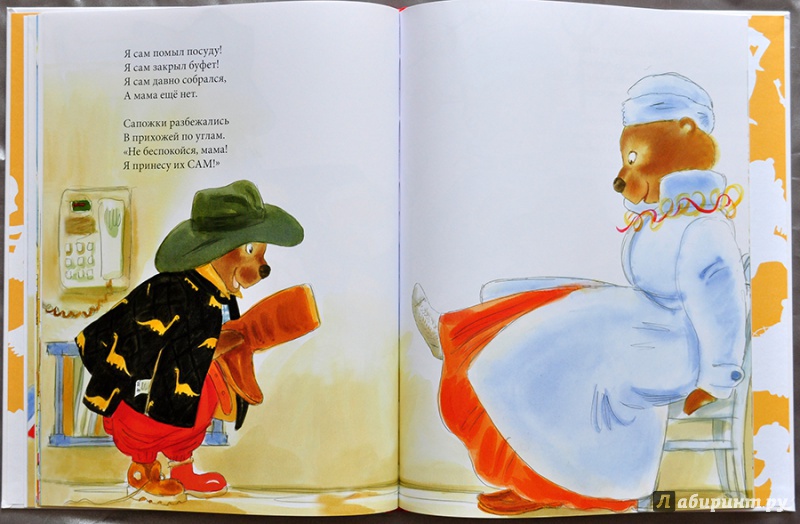 Я сам помыл посуду!
Я сам закрыл буфет!
Я сам давно собрался,
А мама ещё нет.
Сапожки разбежались
В прихожей по углам.
«Не беспокойся, мама!
Я принесу их САМ!»
Лабиринт.ру